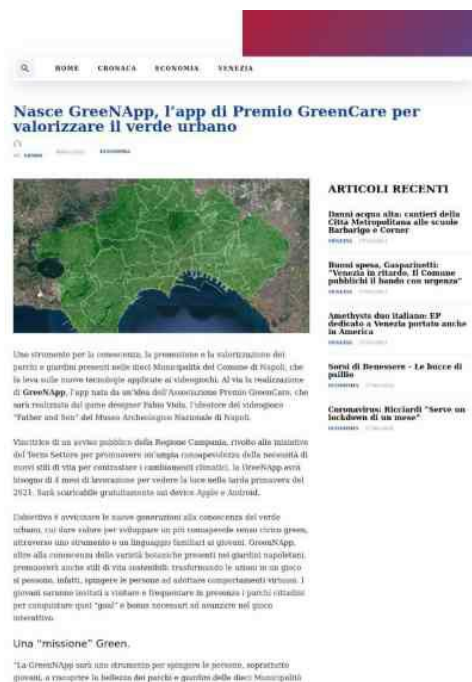 HOME CRONACA ECONOMIA VENEZIA
Nasce GreeNApp, l'app di Premio GreenCare per
valorizzare il verde urbano
ECONOMIA
ARTICOLI RECENTI
Danni acqua alta: cantieri della
Città Metropolitana alle scuole
Barbarigo e Corner
VENEZIA
Buoni spesa, Gasparinetti:
"Venezia in ritardo. Il Comune
pubblichi il bando con urgenza"
VENEZIA
Amethysts duo italiano: EP
dedicato a Venezia portato anche
in America
VENEZIA
Sorsi di Benessere – Le bucce di
psillio
ECONOMIA
Coronavirus: Ricciardi "Serve un
lockdown di un mese"
ECONOMIA
Uno strumento per la conoscenza, la promozione e la valorizzazione dei
parchi e giardini presenti nelle dieci Municipalità del Comune di Napoli, che
fa leva sulle nuove tecnologie applicate ai videogiochi. Al via la realizzazione
di GreeNApp, l'app nata da un'idea dell'Associazione Premio GreenCare, che
sarà realizzata dal game designer Fabio Viola, l'ideatore del videogioco
"Father and Son" del Museo Archeologico Nazionale di Napoli.
Vincitrice di un avviso pubblico della Regione Campania, rivolto alle iniziative
del Terzo Settore per promuovere un'ampia consapevolezza della necessità di
nuovi stili di vita per contrastare i cambiamenti climatici, la GreeNApp avrà
bisogno di 8 mesi di lavorazione per vedere la luce nella tarda primavera del
2021. Sarà scaricabile gratuitamente sui device Apple e Android.
L'obiettivo è avvicinare le nuove generazioni alla conoscenza del verde
urbano, cui dare valore per sviluppare un più consapevole senso civico green,
attraverso uno strumento e un linguaggio familiari ai giovani. GreenNApp,
oltre alla conoscenza della varietà botaniche presenti nei giardini napoletani,
promuoverà anche stili di vita sostenibili: trasformando le azioni in un gioco
si possono, infatti, spingere le persone ad adottare comportamenti virtuosi. I
giovani saranno invitati a visitare e frequentare in presenza i parchi cittadini
per conquistare quei "goal" e bonus necessari ad avanzare nel gioco
interattivo.
Una "missione" Green.
"La GreenNApp sarà uno strumento per spingere le persone, soprattutto
giovani, a riscoprire la bellezza dei parchi e giardini delle dieci Municipalità